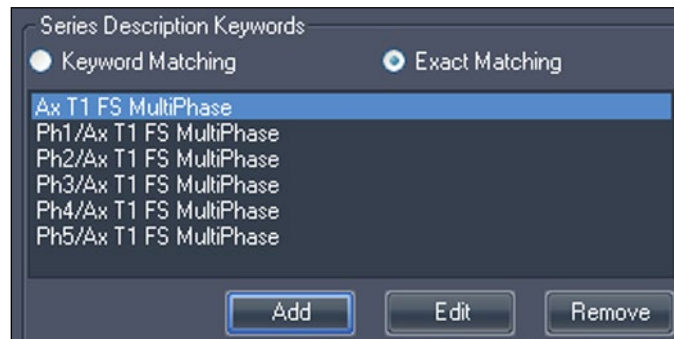 Series Description Keywords
Keyword Matching Exact Matching
Ax T1 FS MultiPhase
Ph1/Ax T1 FS MultiPhase
Ph2/Ax T1 FS MultiPhase
Ph3/Ax T1 FS MultiPhase
Ph4/Ax T1 FS MultiPhase
Ph5/Ax T1 FS MultiPhase
Add Edit Remove